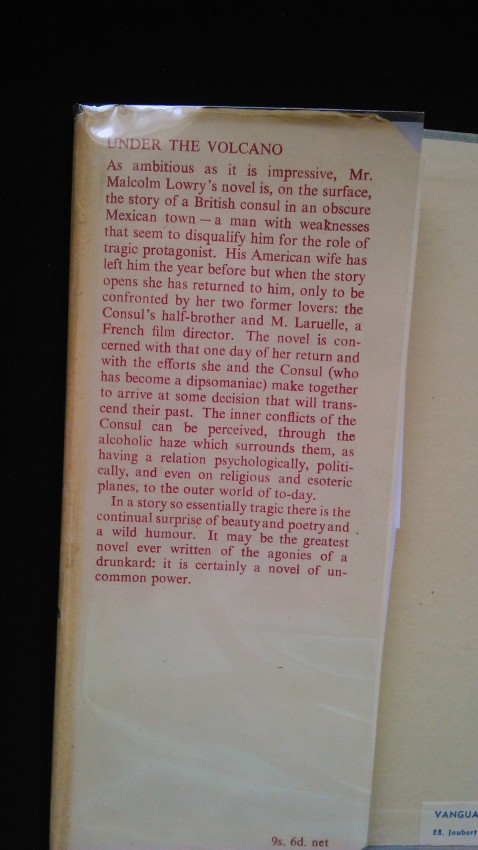 UNDER THE VOLCANO
As ambitious as it is impressive, Mr.
Malcolm Lowry's novel is, on the surface,
the story of a British consul in an obscure
Mexican town — a man with weaknesses
that seem to disqualify him for the role of
tragic protagonist. His American wife has
left him the year before but when the story
opens she has returned to him, only to be
confronted by her two former lovers: the
Consul's half-brother and M. Laruelle, a
French film director. The novel is con-
cerned with that one day of her return and
with the efforts she and the Consul (who
has become a dipsomaniac) make together
to arrive at some decision that will trans-
cend their past. The inner conflicts of the
Consul can be perceived, through the
alcoholic haze which surrounds them, as
having a relation psychologically, politi-
cally, and even on religious and esoteric
planes, to the outer world of to-day.
In a story so essentially tragic there is the
continual surprise of beauty and poetry and
a wild humour. It may be the greatest
novel ever written of the agonies of a
drunkard: it is certainly a novel of un-
common power.
9s. 6d. net
VANGUA
28, Joubert